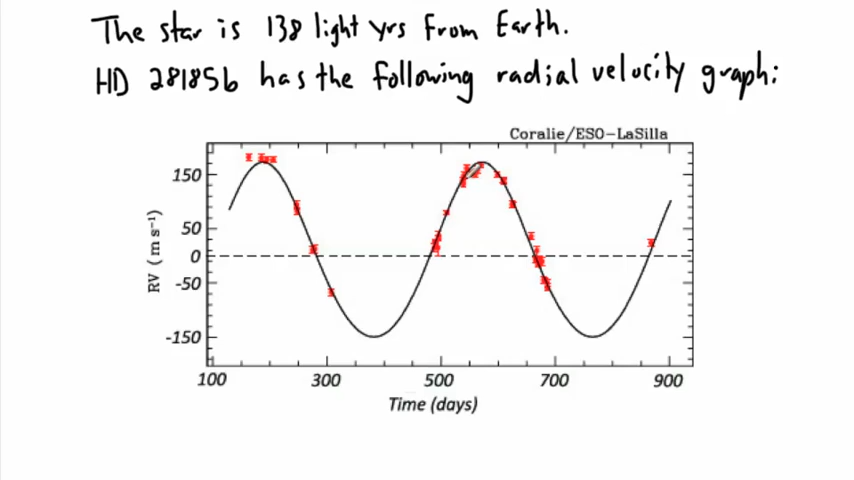 The star is 138 light yrs from Earth.
HD 28185b has the following radial velocity graph:
Coralie/ESO-LaSilla
150
50
0
-50
-150
RV ( m s⁻¹)
100 300 500 700 900
Time (days)